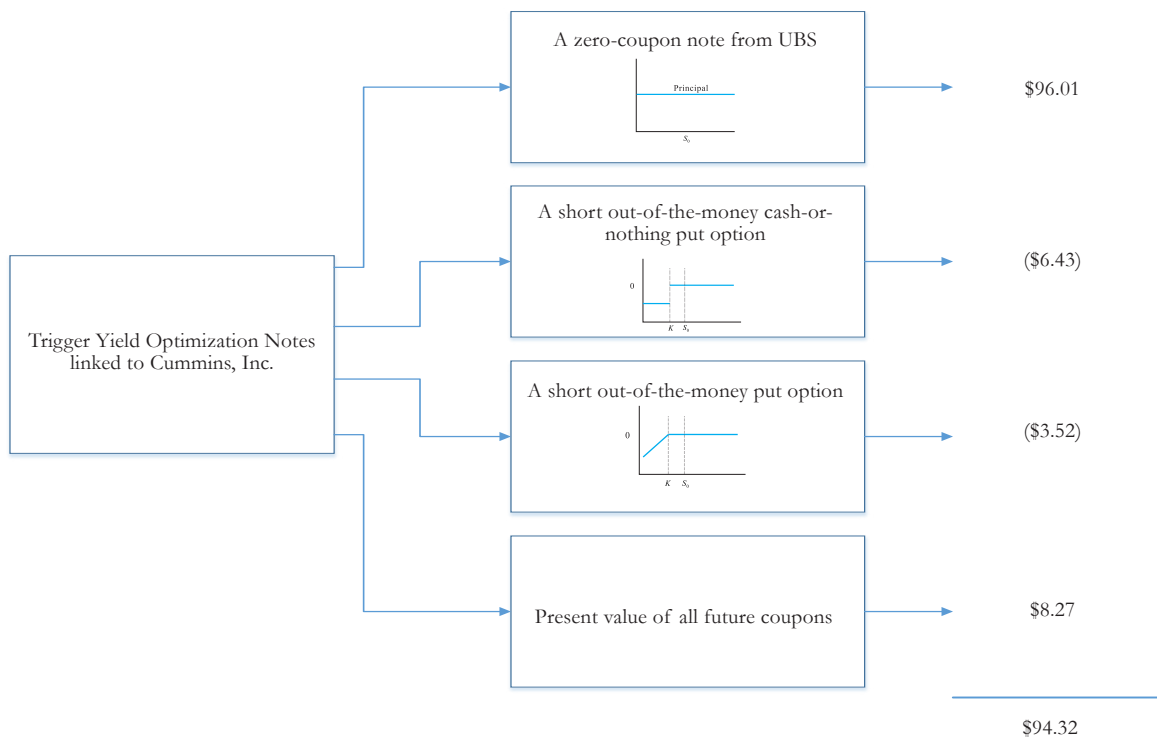 A zero-coupon note from UBS
Principal
S₀
$96.01
A short out-of-the-money cash-or-
nothing put option
0
K S₀
($6.43)
Trigger Yield Optimization Notes
linked to Cummins, Inc.
A short out-of-the-money put option
0
K S₀
($3.52)
Present value of all future coupons
$8.27
$94.32